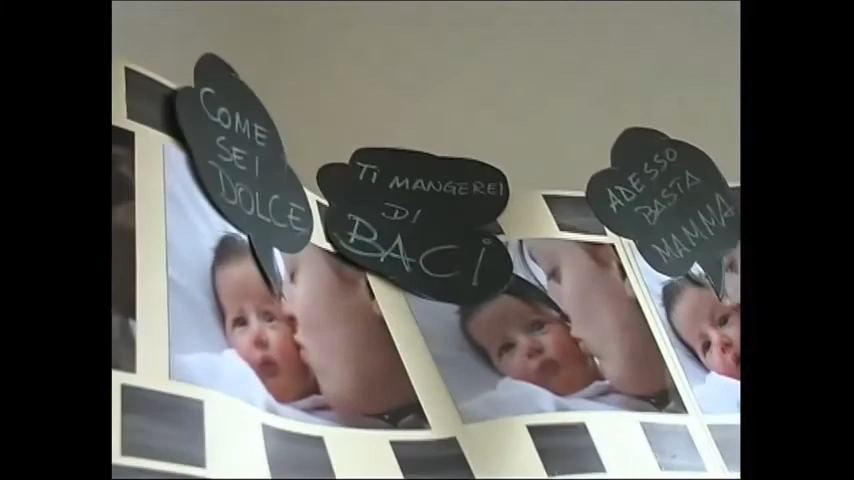 COME
SEI
DOLCE
TI MANGEREI
DI
BACI
ADESSO
BASTA
MAMMA